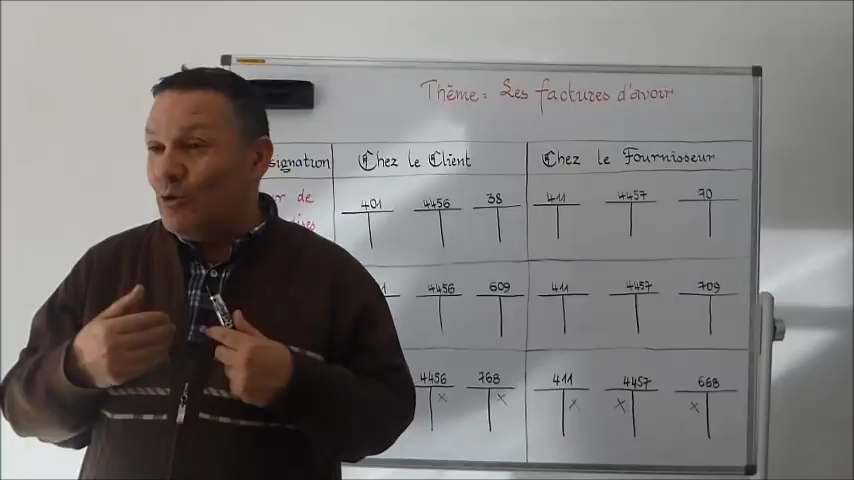 Thème: Les factures d'avoir
Chez le Client
Chez le Fournisseur
de
401 4456 38 411 4457 70
4456 609 411 4457 709
4456 768 411 4457 668
x x x x x